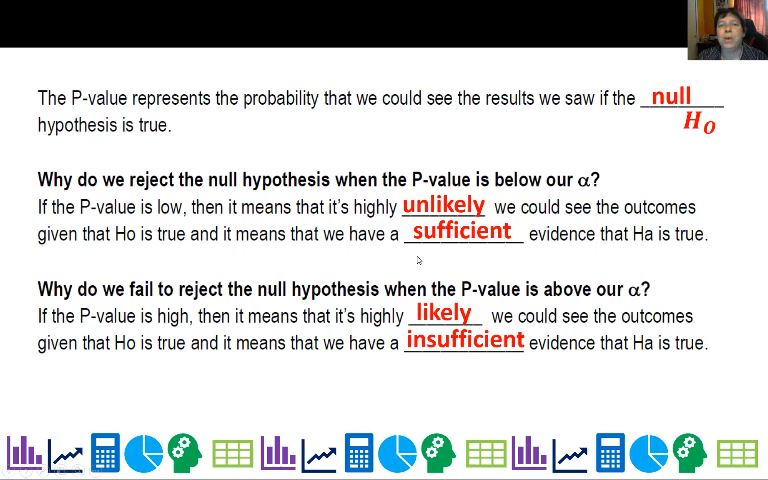 The P-value represents the probability that we could see the results we saw if the null
hypothesis is true.
H₀
Why do we reject the null hypothesis when the P-value is below our α?
If the P-value is low, then it means that it's highly unlikely we could see the outcomes
given that Ho is true and it means that we have a sufficient evidence that Ha is true.
Why do we fail to reject the null hypothesis when the P-value is above our α?
If the P-value is high, then it means that it's highly likely we could see the outcomes
given that Ho is true and it means that we have a insufficient evidence that Ha is true.